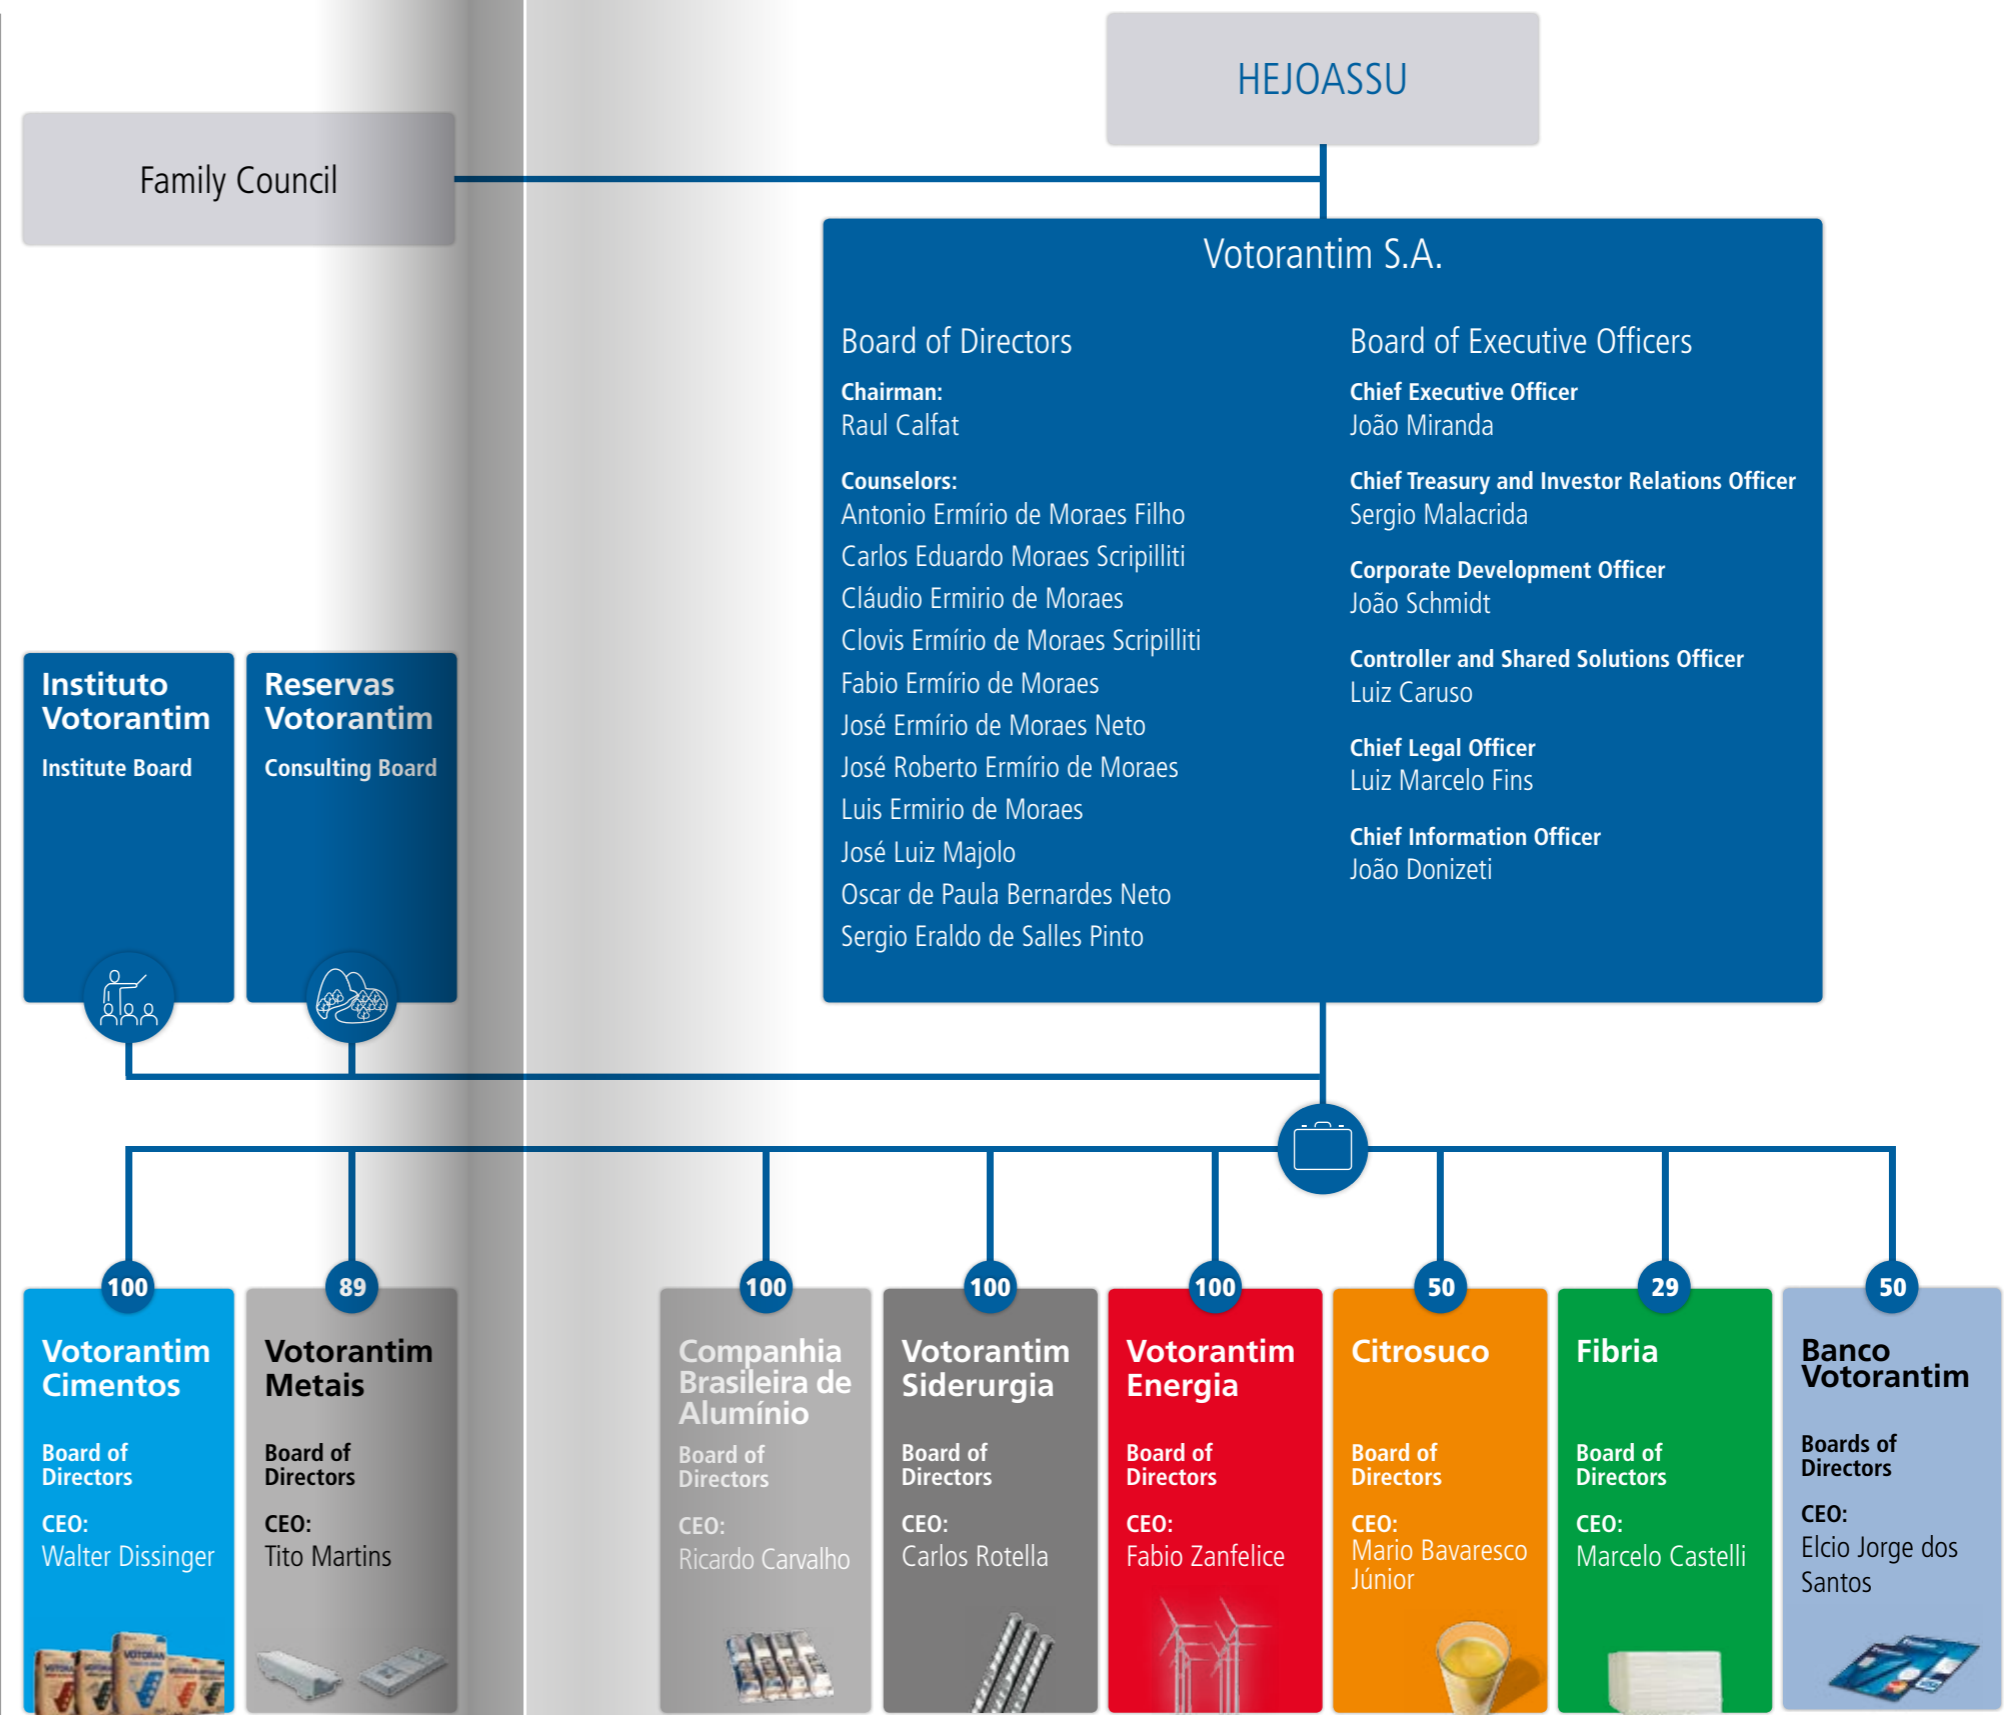 HEJOASSU
Family Council
Votorantim S.A.
Board of Directors
Chairman:
Raul Calfat
Counselors:
Antonio Ermírio de Moraes Filho
Carlos Eduardo Moraes Scripilliti
Cláudio Ermirio de Moraes
Clovis Ermírio de Moraes Scripilliti
Fabio Ermírio de Moraes
José Ermírio de Moraes Neto
José Roberto Ermírio de Moraes
Luis Ermirio de Moraes
José Luiz Majolo
Oscar de Paula Bernardes Neto
Sergio Eraldo de Salles Pinto
Board of Executive Officers
Chief Executive Officer
João Miranda
Chief Treasury and Investor Relations Officer
Sergio Malacrida
Corporate Development Officer
João Schmidt
Controller and Shared Solutions Officer
Luiz Caruso
Chief Legal Officer
Luiz Marcelo Fins
Chief Information Officer
João Donizeti
Instituto
Votorantim
Institute Board
Reservas
Votorantim
Consulting Board
100
Votorantim
Cimentos
Board of
Directors
CEO:
Walter Dissinger
89
Votorantim
Metais
Board of
Directors
CEO:
Tito Martins
100
Companhia
Brasileira de
Alumínio
Board of
Directors
CEO:
Ricardo Carvalho
100
Votorantim
Siderurgia
Board of
Directors
CEO:
Carlos Rotella
100
Votorantim
Energia
Board of
Directors
CEO:
Fabio Zanfelice
50
Citrosuco
Board of
Directors
CEO:
Mario Bavaresco
Júnior
29
Fibria
Board of
Directors
CEO:
Marcelo Castelli
50
Banco
Votorantim
Boards of
Directors
CEO:
Elcio Jorge dos
Santos